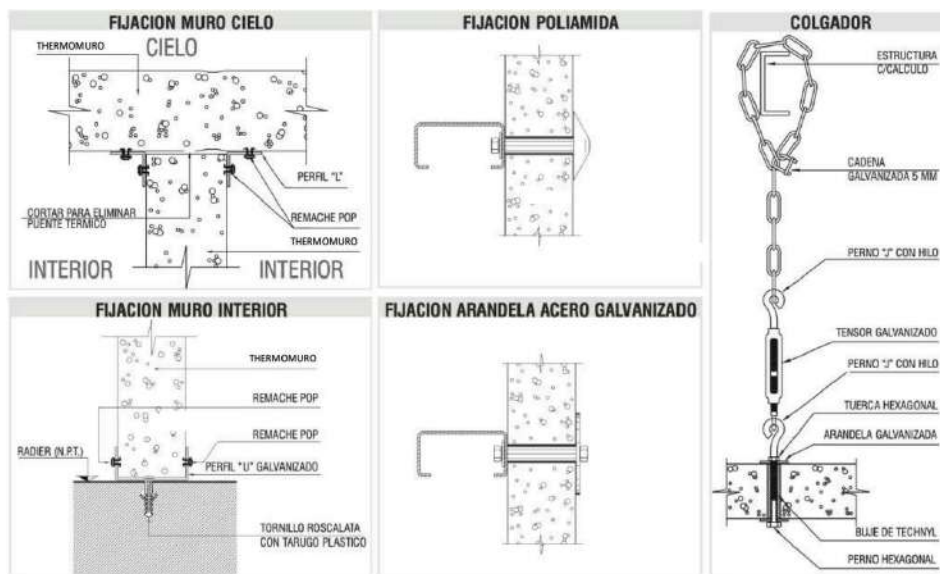 FIJACION MURO CIELO
THERMOMURO
CIELO
PERFIL "L"
CORTAR PARA ELIMINAR
PUENTE TERMICO
REMACHE POP
THERMOMURO
INTERIOR
INTERIOR
FIJACION POLIAMIDA
COLGADOR
ESTRUCTURA
C/CALCULO
CADENA
GALVANIZADA 5 MM
PERNO "J" CON HILO
TENSOR GALVANIZADO
PERNO "J" CON HILO
TUERCA HEXAGONAL
ARANDELA GALVANIZADA
BUJE DE TECHNYL
PERNO HEXAGONAL
FIJACION MURO INTERIOR
THERMOMURO
REMACHE POP
REMACHE POP
RADIER (N.P.T.)
PERFIL "U" GALVANIZADO
TORNILLO ROSCALATA
CON TARUGO PLASTICO
FIJACION ARANDELA ACERO GALVANIZADO